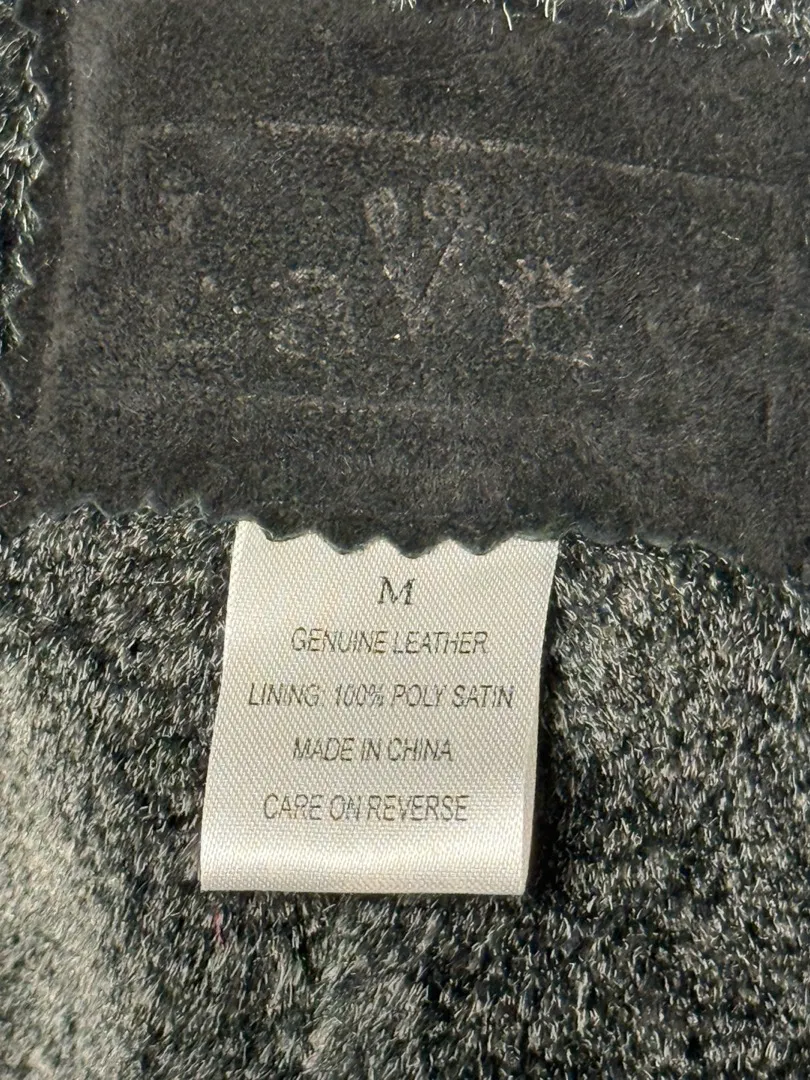 M
GENUINE LEATHER
LINING: 100% POLY SATIN
MADE IN CHINA
CARE ON REVERSE